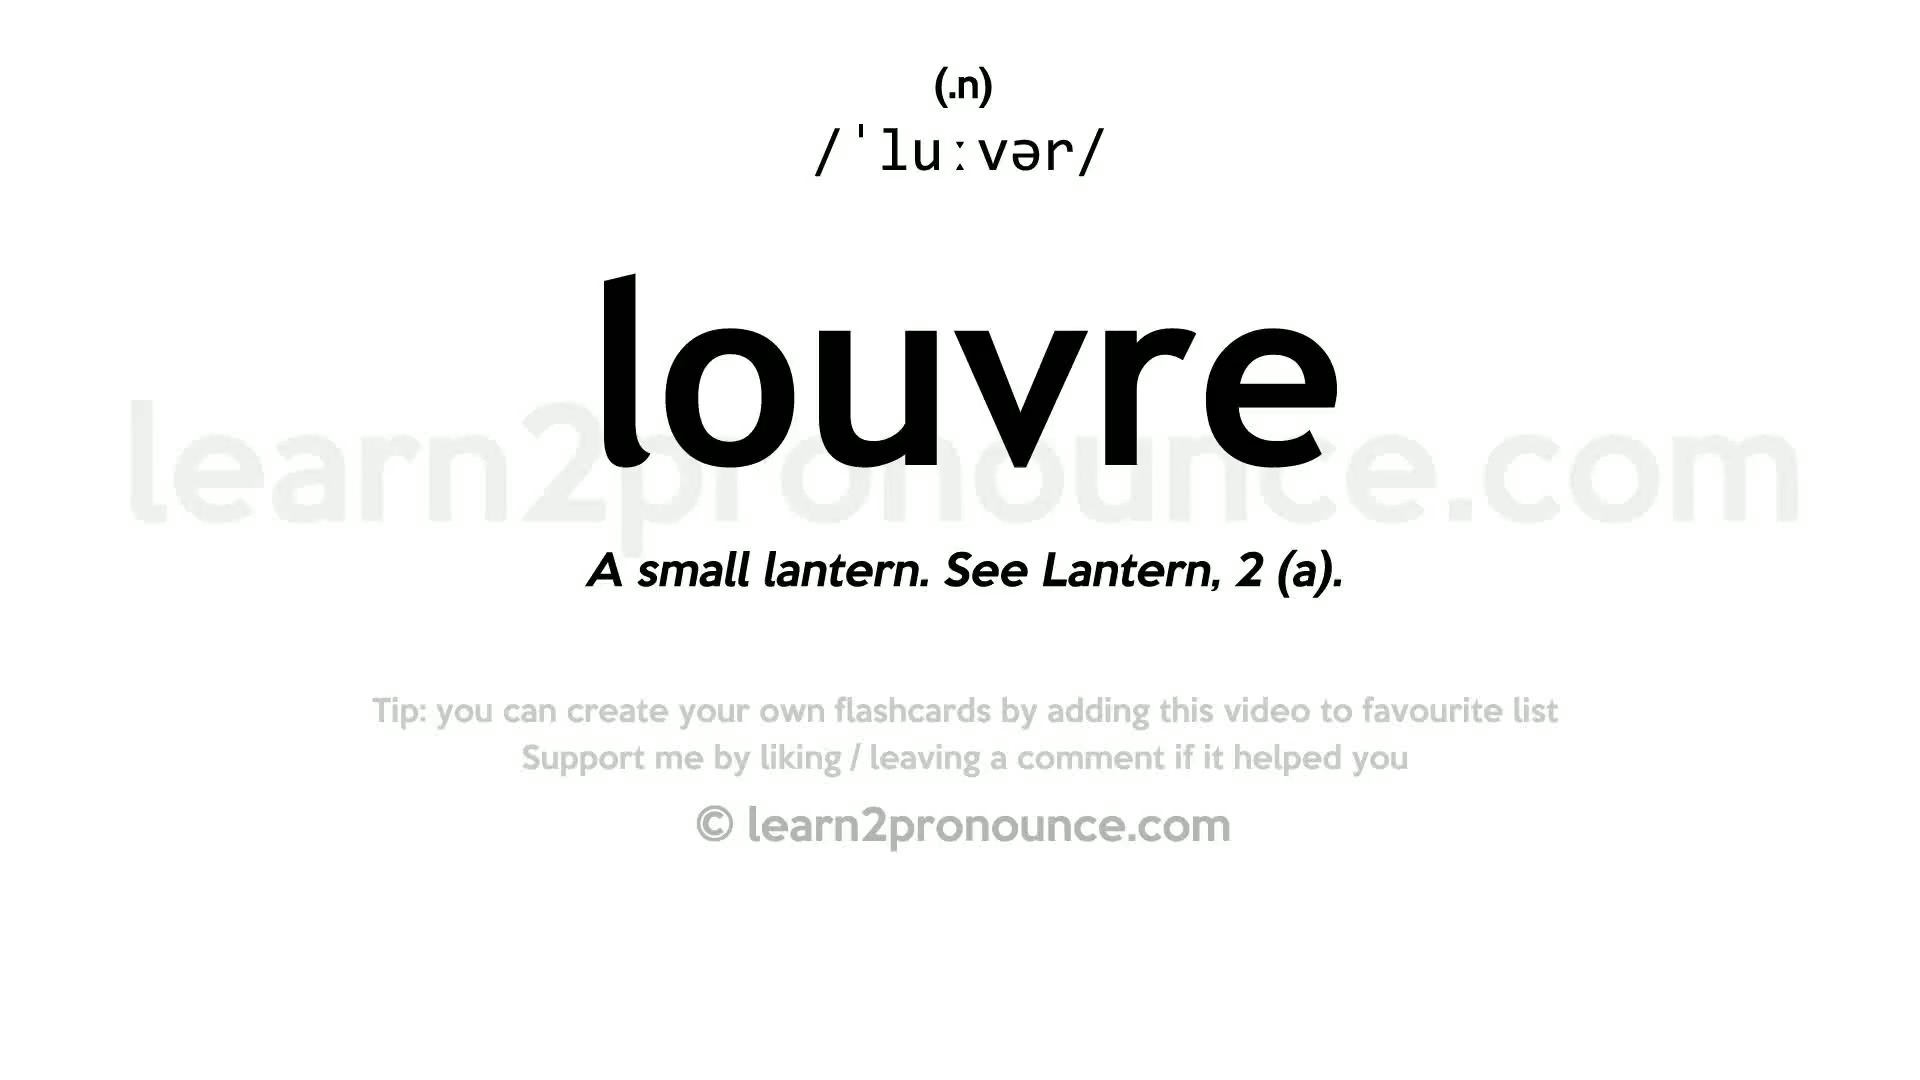 (.n)
/ˈluːvər/
louvre
learn2pronounce.com
A small lantern. See Lantern, 2 (a).
Tip: you can create your own flashcards by adding this video to favourite list
Support me by liking / leaving a comment if it helped you
© learn2pronounce.com